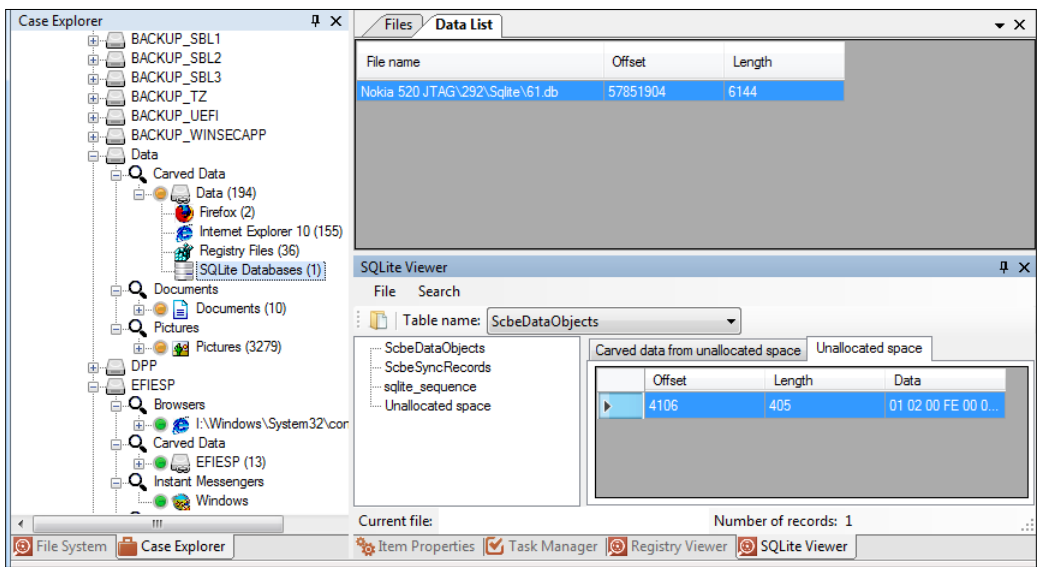 Case Explorer
BACKUP_SBL1
BACKUP_SBL2
BACKUP_SBL3
BACKUP_TZ
BACKUP_UEFI
BACKUP_WINSECAPP
Data
Carved Data
Data (194)
Firefox (2)
Internet Explorer 10 (155)
Registry Files (36)
SQLite Databases (1)
Documents
Documents (10)
Pictures
Pictures (3279)
DPP
EFIESP
Browsers
I:\Windows\System32\con
Carved Data
EFIESP (13)
Instant Messengers
Windows
File System Case Explorer
Files Data List
File name Offset Length
Nokia 520 JTAG\292\Sqlite\61.db 57851904 6144
SQLite Viewer
File Search
Table name: ScbeDataObjects
ScbeDataObjects
ScbeSyncRecords
sqlite_sequence
Unallocated space
Carved data from unallocated space Unallocated space
Offset Length Data
4106 405 01 02 00 FE 00 0...
Current file: Number of records: 1
Item Properties Task Manager Registry Viewer SQLite Viewer